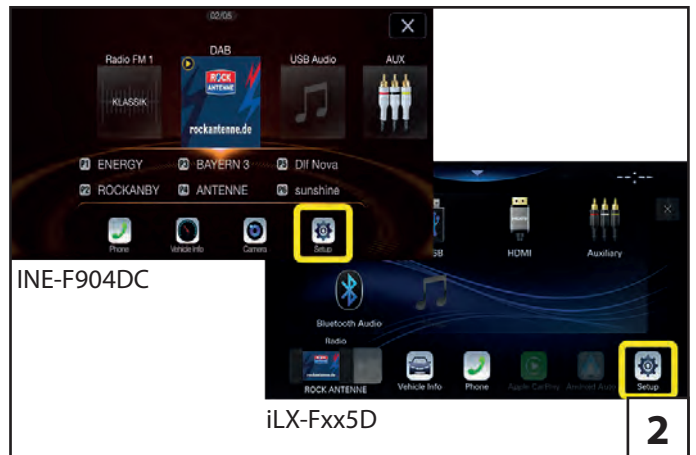 02/05
X
Radio FM 1
DAB
USB Audio
AUX
KLASSIK
ROCK
ANTENNE
rockantenne.de
P1 ENERGY
P3 BAYERN 3
P5 Dlf Nova
P2 ROCKANBY
P4 ANTENNE
P6 sunshine
Phone
Vehicle Info
Camera
Setup
INE-F904DC
--:--
SB
HDMI
Auxiliary
Bluetooth Audio
Radio
ROCK ANTENNE
Vehicle Info
Phone
Apple CarPlay
Android Auto
Setup
iLX-Fxx5D
2